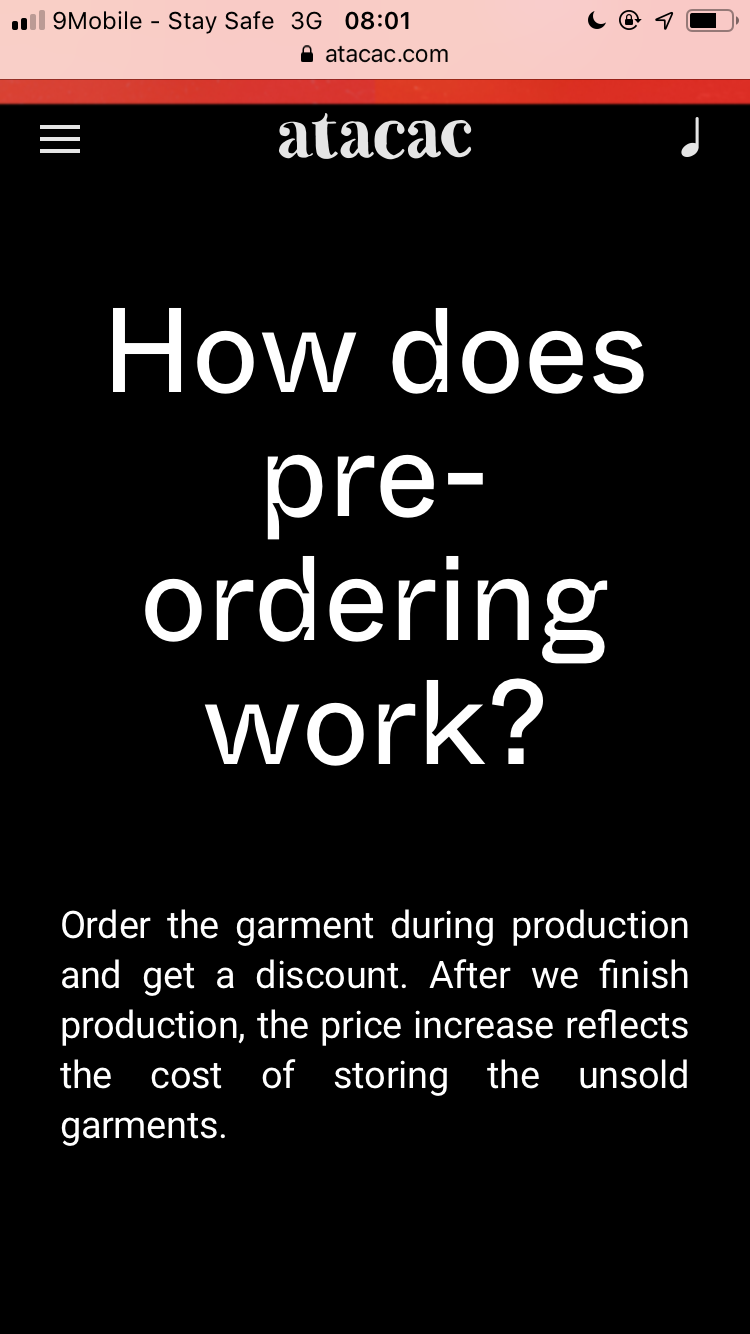 9Mobile - Stay Safe 3G 08:01
atacac.com
atacac
How does
pre-
ordering
work?
Order the garment during production
and get a discount. After we finish
production, the price increase reflects
the cost of storing the unsold
garments.